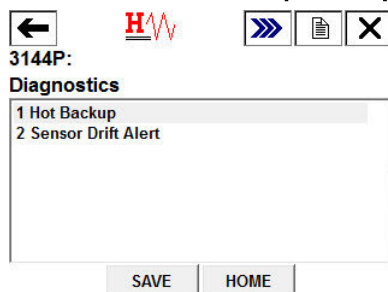 H
3144P:
Diagnostics
1 Hot Backup
2 Sensor Drift Alert
SAVE HOME